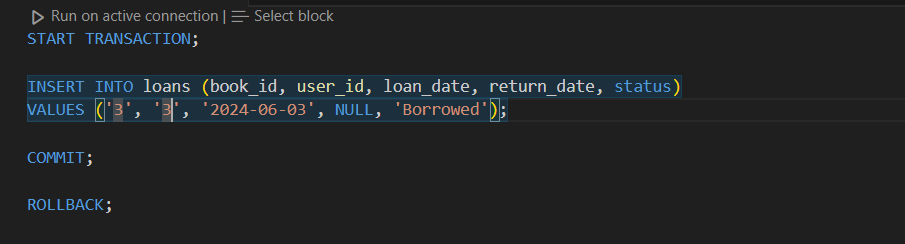 Run on active connection | Select block
START TRANSACTION;
INSERT INTO loans (book_id, user_id, loan_date, return_date, status)
VALUES ('3', '3', '2024-06-03', NULL, 'Borrowed');
COMMIT;
ROLLBACK;